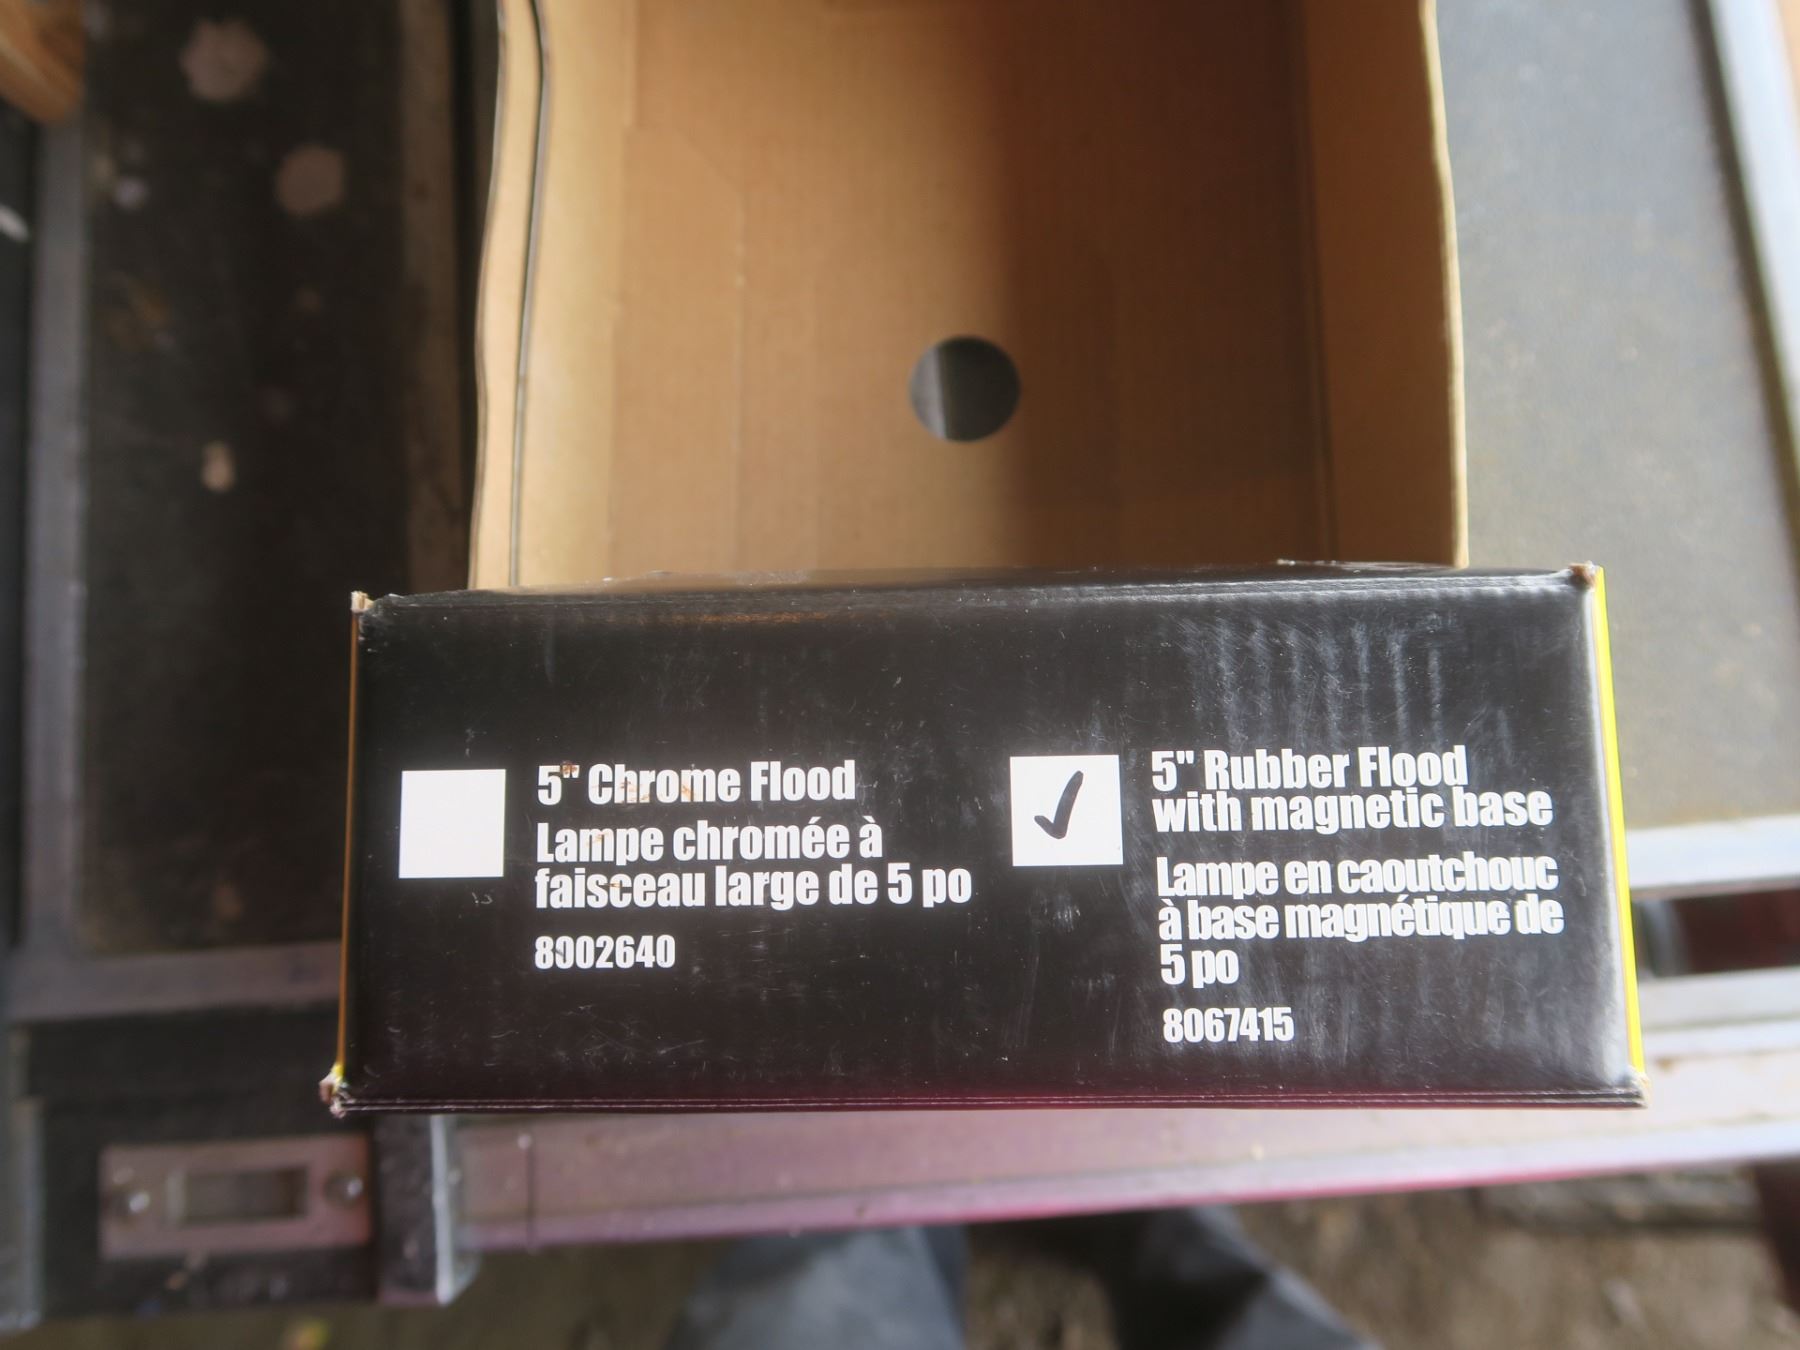 5" Chrome Flood
Lampe chromée à
faisceau large de 5 po
8002640
5" Rubber Flood
with magnetic base
Lampe en caoutchouc
à base magnétique de
5 po
8067415